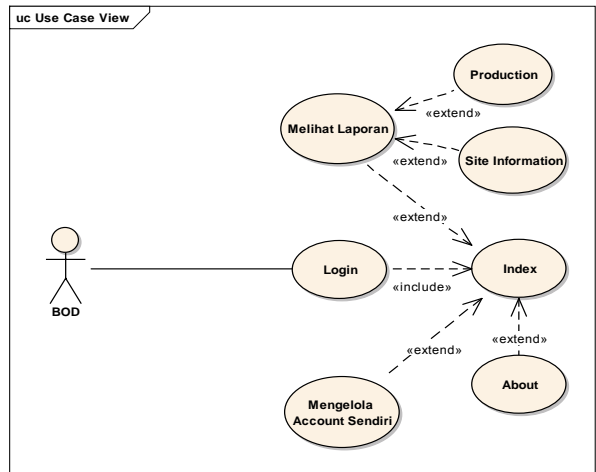 uc Use Case View
Production
«extend»
Melihat Laporan
Site Information
«extend»
«extend»
Login
Index
«include»
BOD
«extend»
«extend»
About
Mengelola
Account Sendiri